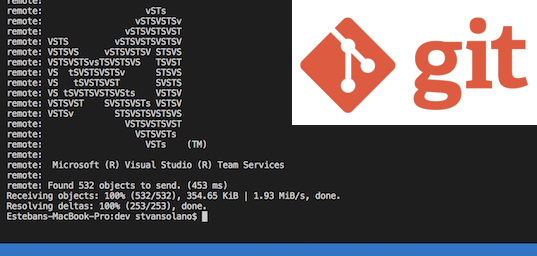 remote: vSTs
remote: vSTSVSTSv
remote: vSTSVSTSVST
remote: VSTS vSTSVSTSVSTSV
remote: VSTSVS vSTSVSTSV STSVS
remote: VSTSVSTSvsTSVSTSVS TSVST
remote: VS tSVSTSVSTSv STSVS
remote: VS tSVSTSVST SVSTS
remote: VS tSVSTSVSTSVSts VSTSV
remote: VSTSVST SVSTSVSTs VSTSV
remote: VSTSv STSVSTSVSTSVS
remote: VSTSVSTSVST
remote: VSTSVSTs
remote: VSTs (TM)
remote:
remote: Microsoft (R) Visual Studio (R) Team Services
remote:
remote: Found 532 objects to send. (453 ms)
Receiving objects: 100% (532/532), 354.65 KiB | 1.93 MiB/s, done.
Resolving deltas: 100% (253/253), done.
Estebans-MacBook-Pro:dev stvansolano$
git